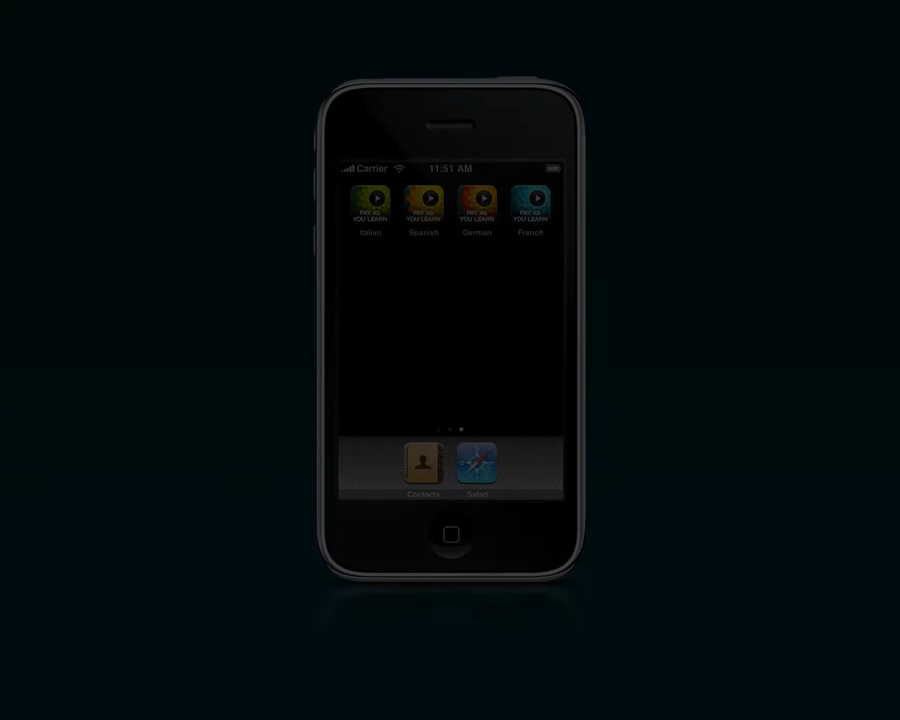 Carrier 11:51 AM
PAY AS YOU LEARN
PAY AS YOU LEARN
PAY AS YOU LEARN
PAY AS YOU LEARN
Italian Spanish German French
Contacts Safari